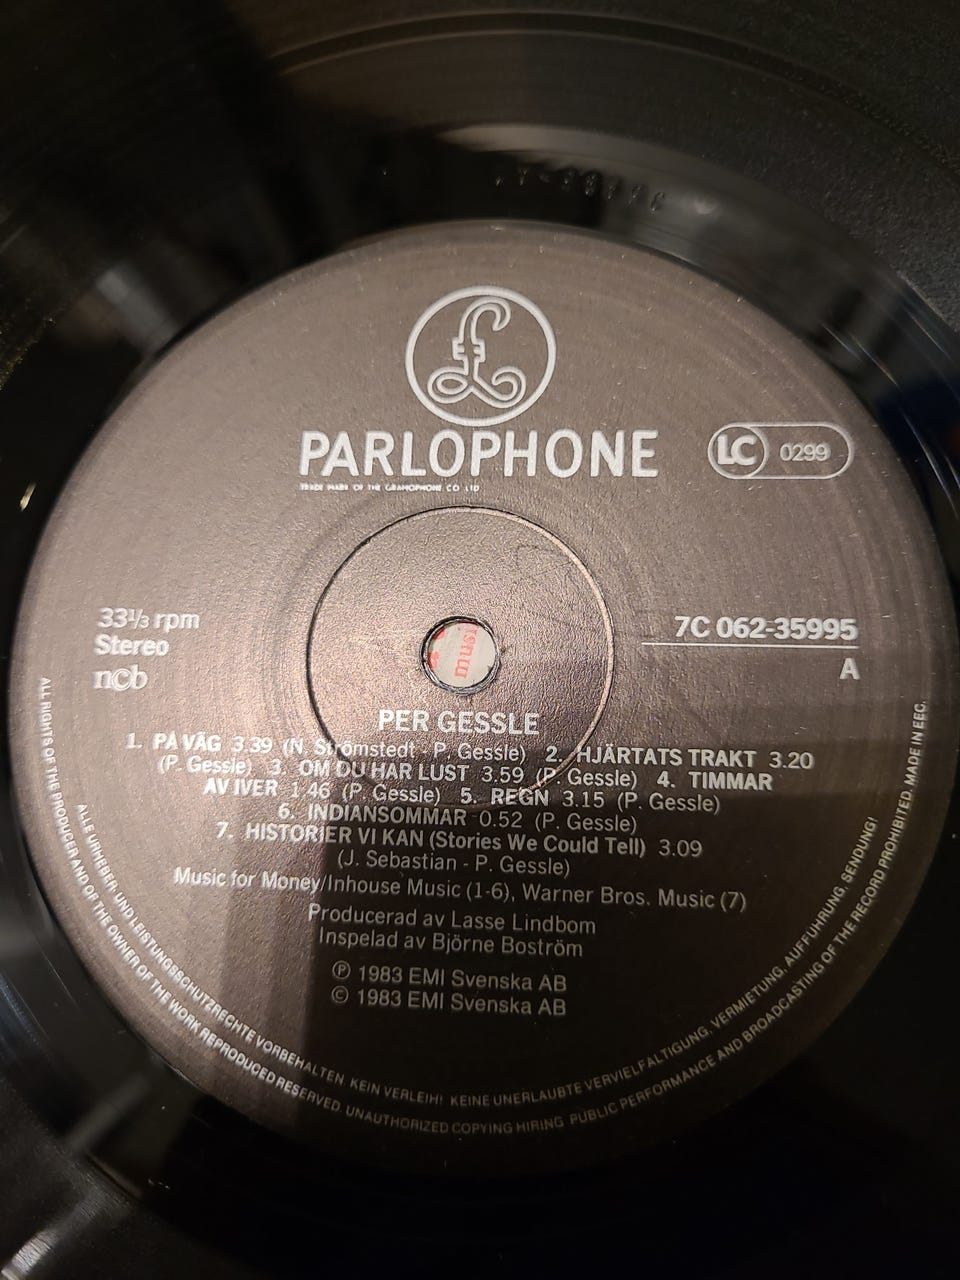 35995-A
PARLOPHONE
TRADE MARK OF THE GRAMOPHONE CO LTD
LC 0299
33⅓ rpm
Stereo
ncb
7C 062-35995
A
PER GESSLE
1. PÅ VÄG 3.39 (N. Strömstedt - P. Gessle) 2. HJÄRTATS TRAKT 3.20
(P. Gessle) 3. OM DU HAR LUST 3.59 (P. Gessle) 4. TIMMAR
AV IVER 1.46 (P. Gessle) 5. REGN 3.15 (P. Gessle)
6. INDIANSOMMAR 0.52 (P. Gessle)
7. HISTORIER VI KAN (Stories We Could Tell) 3.09
(J. Sebastian - P. Gessle)
Music for Money/Inhouse Music (1-6), Warner Bros. Music (7)
Producerad av Lasse Lindbom
Inspelad av Björne Boström
℗ 1983 EMI Svenska AB
© 1983 EMI Svenska AB
ALLE URHEBER- UND LEISTUNGSSCHUTZRECHTE VORBEHALTEN. KEIN VERLEIH! KEINE UNERLAUBTE VERVIELFÄLTIGUNG, VERMIETUNG, AUFFÜHRUNG, SENDUNG!
ALL RIGHTS OF THE PRODUCER AND OF THE OWNER OF THE WORK REPRODUCED RESERVED. UNAUTHORIZED COPYING HIRING PUBLIC PERFORMANCE AND BROADCASTING OF THE RECORD PROHIBITED. MADE IN EEC.